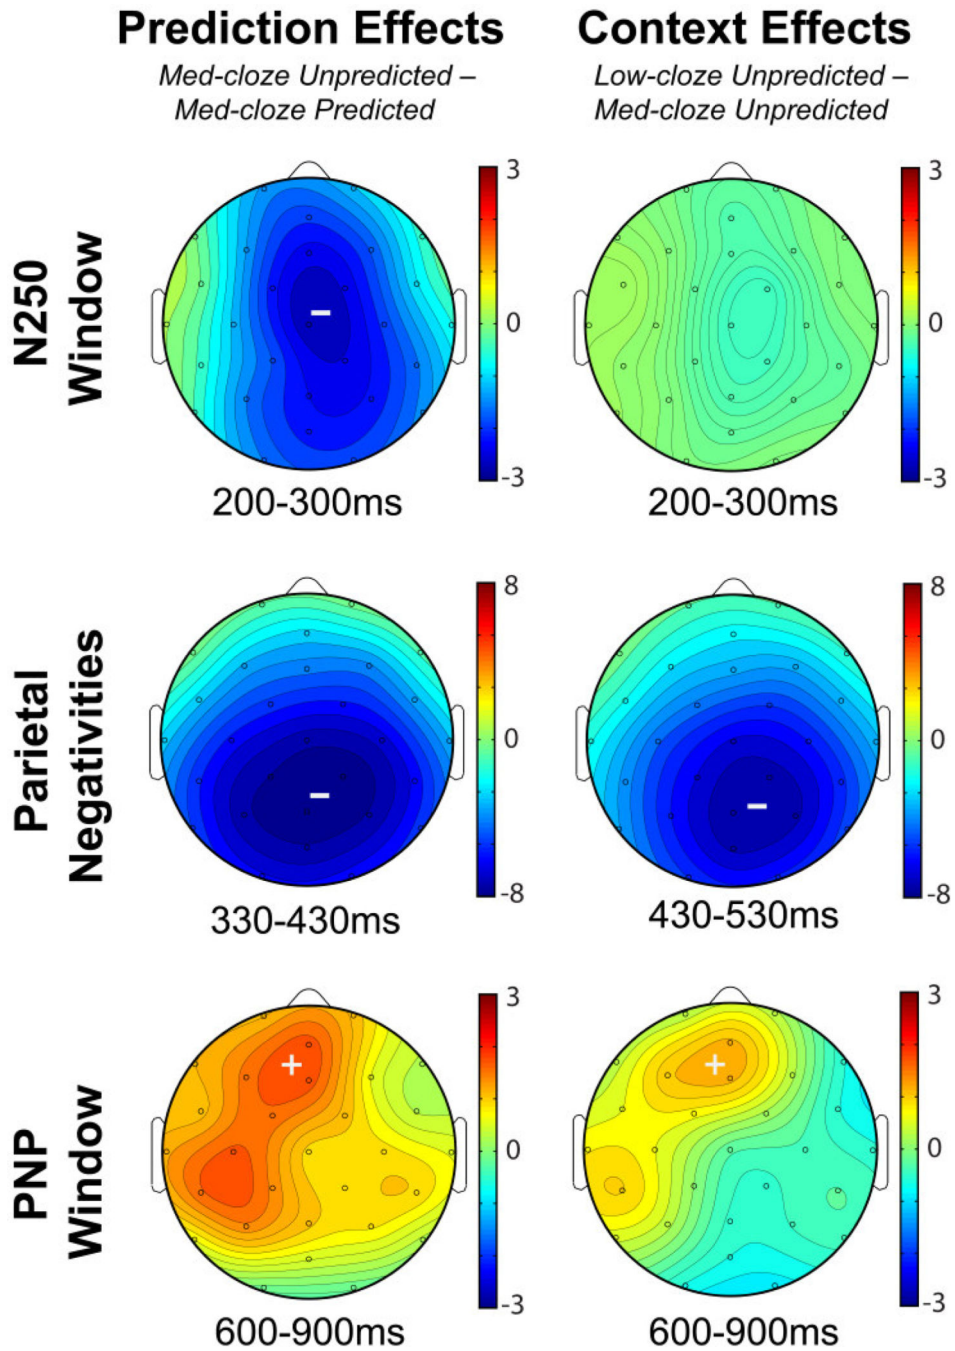 Prediction Effects
Context Effects
Med-cloze Unpredicted –
Med-cloze Predicted
Low-cloze Unpredicted –
Med-cloze Unpredicted
N250
Window
3
0
-3
200-300ms
3
0
-3
200-300ms
Parietal
Negativities
8
0
-8
330-430ms
8
0
-8
430-530ms
PNP
Window
+
3
0
-3
600-900ms
+
3
0
-3
600-900ms